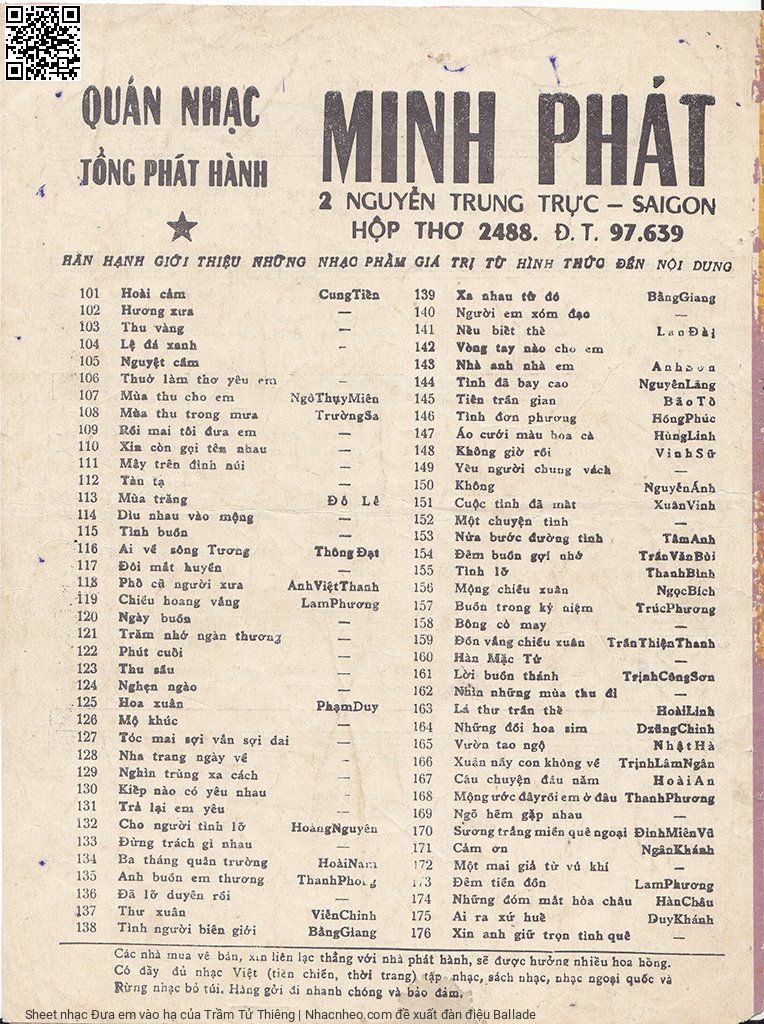 QUÁN NHẠC
TỔNG PHÁT HÀNH
MINH PHÁT
2 NGUYỄN TRUNG TRỰC – SAIGON
HỘP THƠ 2488. Đ.T. 97.639
HÂN HẠNH GIỚI THIỆU NHỮNG NHẠC PHẨM GIÁ TRỊ TỪ HÌNH THỨC ĐẾN NỘI DUNG
101 Hoài cảm CungTiến
102 Hương xưa —
103 Thu vàng —
104 Lệ đá xanh -
105 Nguyệt cầm
106 Thuở làm thơ yêu em —
107 Mùa thu cho em NgôThụyMiên
108 Mùa thu trong mưa TrườngSa
109 Rồi mai tôi đưa em —
110 Xin còn gọi tên nhau —
111 Mây trên đỉnh núi —
112 Tàn tạ —
113 Mùa trăng Đỗ Lễ
114 Dìu nhau vào mộng —
115 Tình buồn —
116 Ai về sông Tương ThôngĐạt
117 Đôi mắt huyền —
118 Phố cũ người xưa AnhViệtThanh
119 Chiều hoang vắng LamPhương
120 Ngày buồn —
121 Trăm nhớ ngàn thương —
122 Phút cuối —
123 Thu sầu —
124 Nghẹn ngào —
125 Hoa xuân PhạmDuy
126 Mộ khúc —
127 Tóc mai sợi vắn sợi dai —
128 Nha trang ngày về -
129 Nghìn trùng xa cách —
130 Kiếp nào có yêu nhau —
131 Trả lại em yêu —
132 Cho người tình lỡ HoàngNguyên
133 Đừng trách gì nhau —
134 Ba tháng quân trường HoàiNam
135 Anh buồn em thương ThanhPhong
136 Đã lỡ duyên rồi —
137 Thư xuân ViễnChinh
138 Tình người biên giới BằngGiang
139 Xa nhau từ đó BằngGiang
140 Người em xóm đạo —
141 Nếu biết thế LanĐài
142 Vòng tay nào cho em
143 Nhà anh nhà em AnhSơn
144 Tình đã bay cao NguyênLãng
145 Tiên trần gian BảoTố
146 Tình đơn phương HồngPhúc
147 Áo cưới màu hoa cà HùngLinh
148 Không giờ rồi VinhSử
149 Yêu người chung vách —
150 Không NguyễnÁnh
151 Cuộc tình đã mất XuânVinh
152 Một chuyện tình —
153 Nửa bước đường tình TâmAnh
154 Đêm buồn gợi nhớ TrầnVănBùi
155 Tình lỡ ThanhBình
156 Mộng chiều xuân NgọcBích
157 Buồn trong kỷ niệm TrúcPhương
158 Bông cỏ may —
159 Đồn vắng chiều xuân TrầnThiệnThanh
160 Hàn Mặc Tử —
161 Lời buồn thánh TrịnhCôngSơn
162 Nhìn những mùa thu đi —
163 Lá thư trần thế HoàiLinh
164 Những đồi hoa sim DzũngChinh
165 Vườn tao ngộ NhậtHà
166 Xuân nầy con không về TrịnhLâmNgân
167 Câu chuyện đầu năm HoàiAn
168 Mộng ước đâyrồi em ở đâu ThanhPhương
169 Ngõ hẽm gặp nhau —
170 Sương trắng miền quê ngoại ĐinhMiênVũ
171 Cảm ơn NgânKhánh
172 Một mai giả từ vũ khí —
173 Đêm tiền đồn LamPhương
174 Những đóm mắt hỏa châu HànChâu
175 Ai ra xứ huế DuyKhánh
176 Xin anh giữ trọn tình quê —
Các nhà mua về bán, xin liên lạc thẳng với nhà phát hành, sẽ được hưởng nhiều hoa hồng.
Có đầy đủ nhạc Việt (tiền chiến, thời trang) tập nhạc, sách nhạc, nhạc ngoại quốc và
Rừng nhạc bỏ túi. Hàng gởi đi nhanh chóng và bảo đảm.
Sheet nhạc Đưa em vào hạ của Trầm Tử Thiêng | Nhacnheo.com đề xuất đàn điệu Ballade